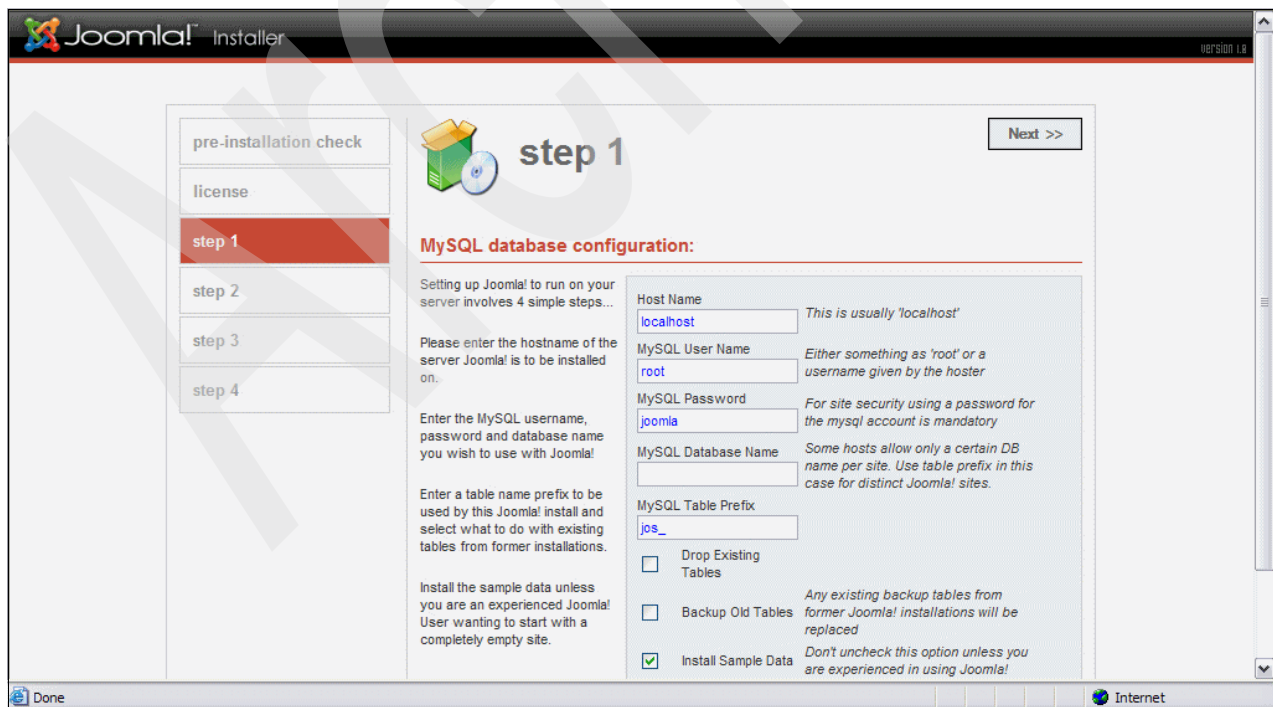 Joomla!™ Installer
version 1.0
pre-installation check
license
step 1
step 2
step 3
step 4
step 1
Next >>
MySQL database configuration:
Setting up Joomla! to run on your
server involves 4 simple steps...
Please enter the hostname of the
server Joomla! is to be installed
on.
Enter the MySQL username,
password and database name
you wish to use with Joomla!
Enter a table name prefix to be
used by this Joomla! install and
select what to do with existing
tables from former installations.
Install the sample data unless
you are an experienced Joomla!
User wanting to start with a
completely empty site.
Host Name
localhost
This is usually 'localhost'
MySQL User Name
root
Either something as 'root' or a
username given by the hoster
MySQL Password
joomla
For site security using a password for
the mysql account is mandatory
MySQL Database Name
Some hosts allow only a certain DB
name per site. Use table prefix in this
case for distinct Joomla! sites.
MySQL Table Prefix
jos_
Drop Existing
Tables
Backup Old Tables
Any existing backup tables from
former Joomla! installations will be
replaced
Install Sample Data
Don't uncheck this option unless you
are experienced in using Joomla!
Done
Internet